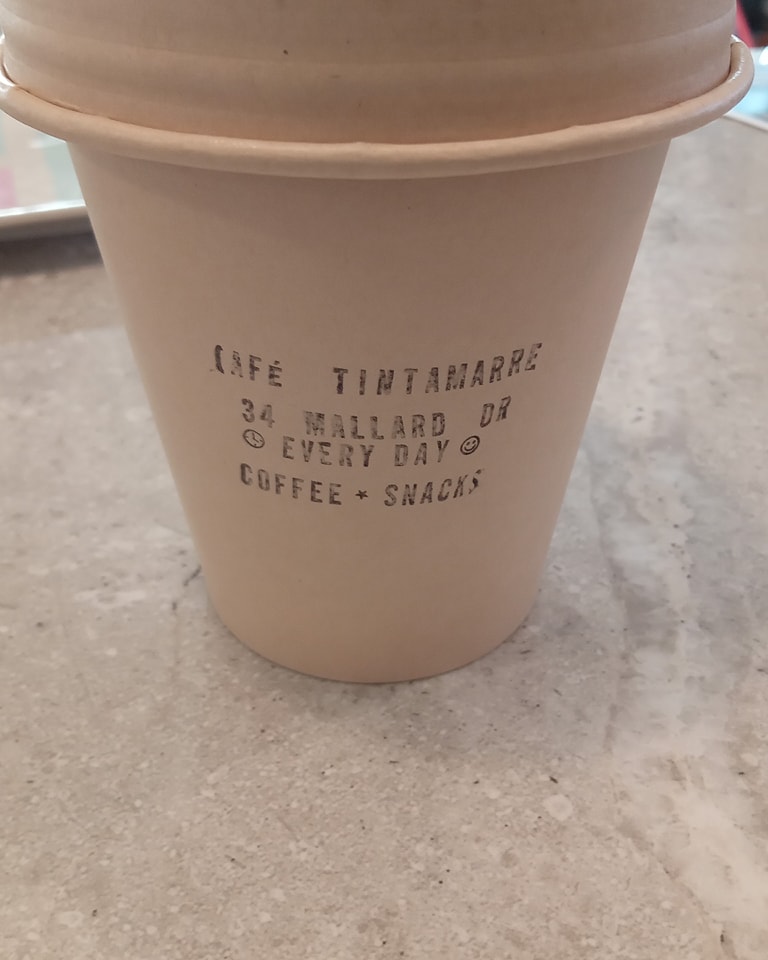 CAFÉ TINTAMARRE
34 MALLARD DR
EVERY DAY
COFFEE * SNACKS